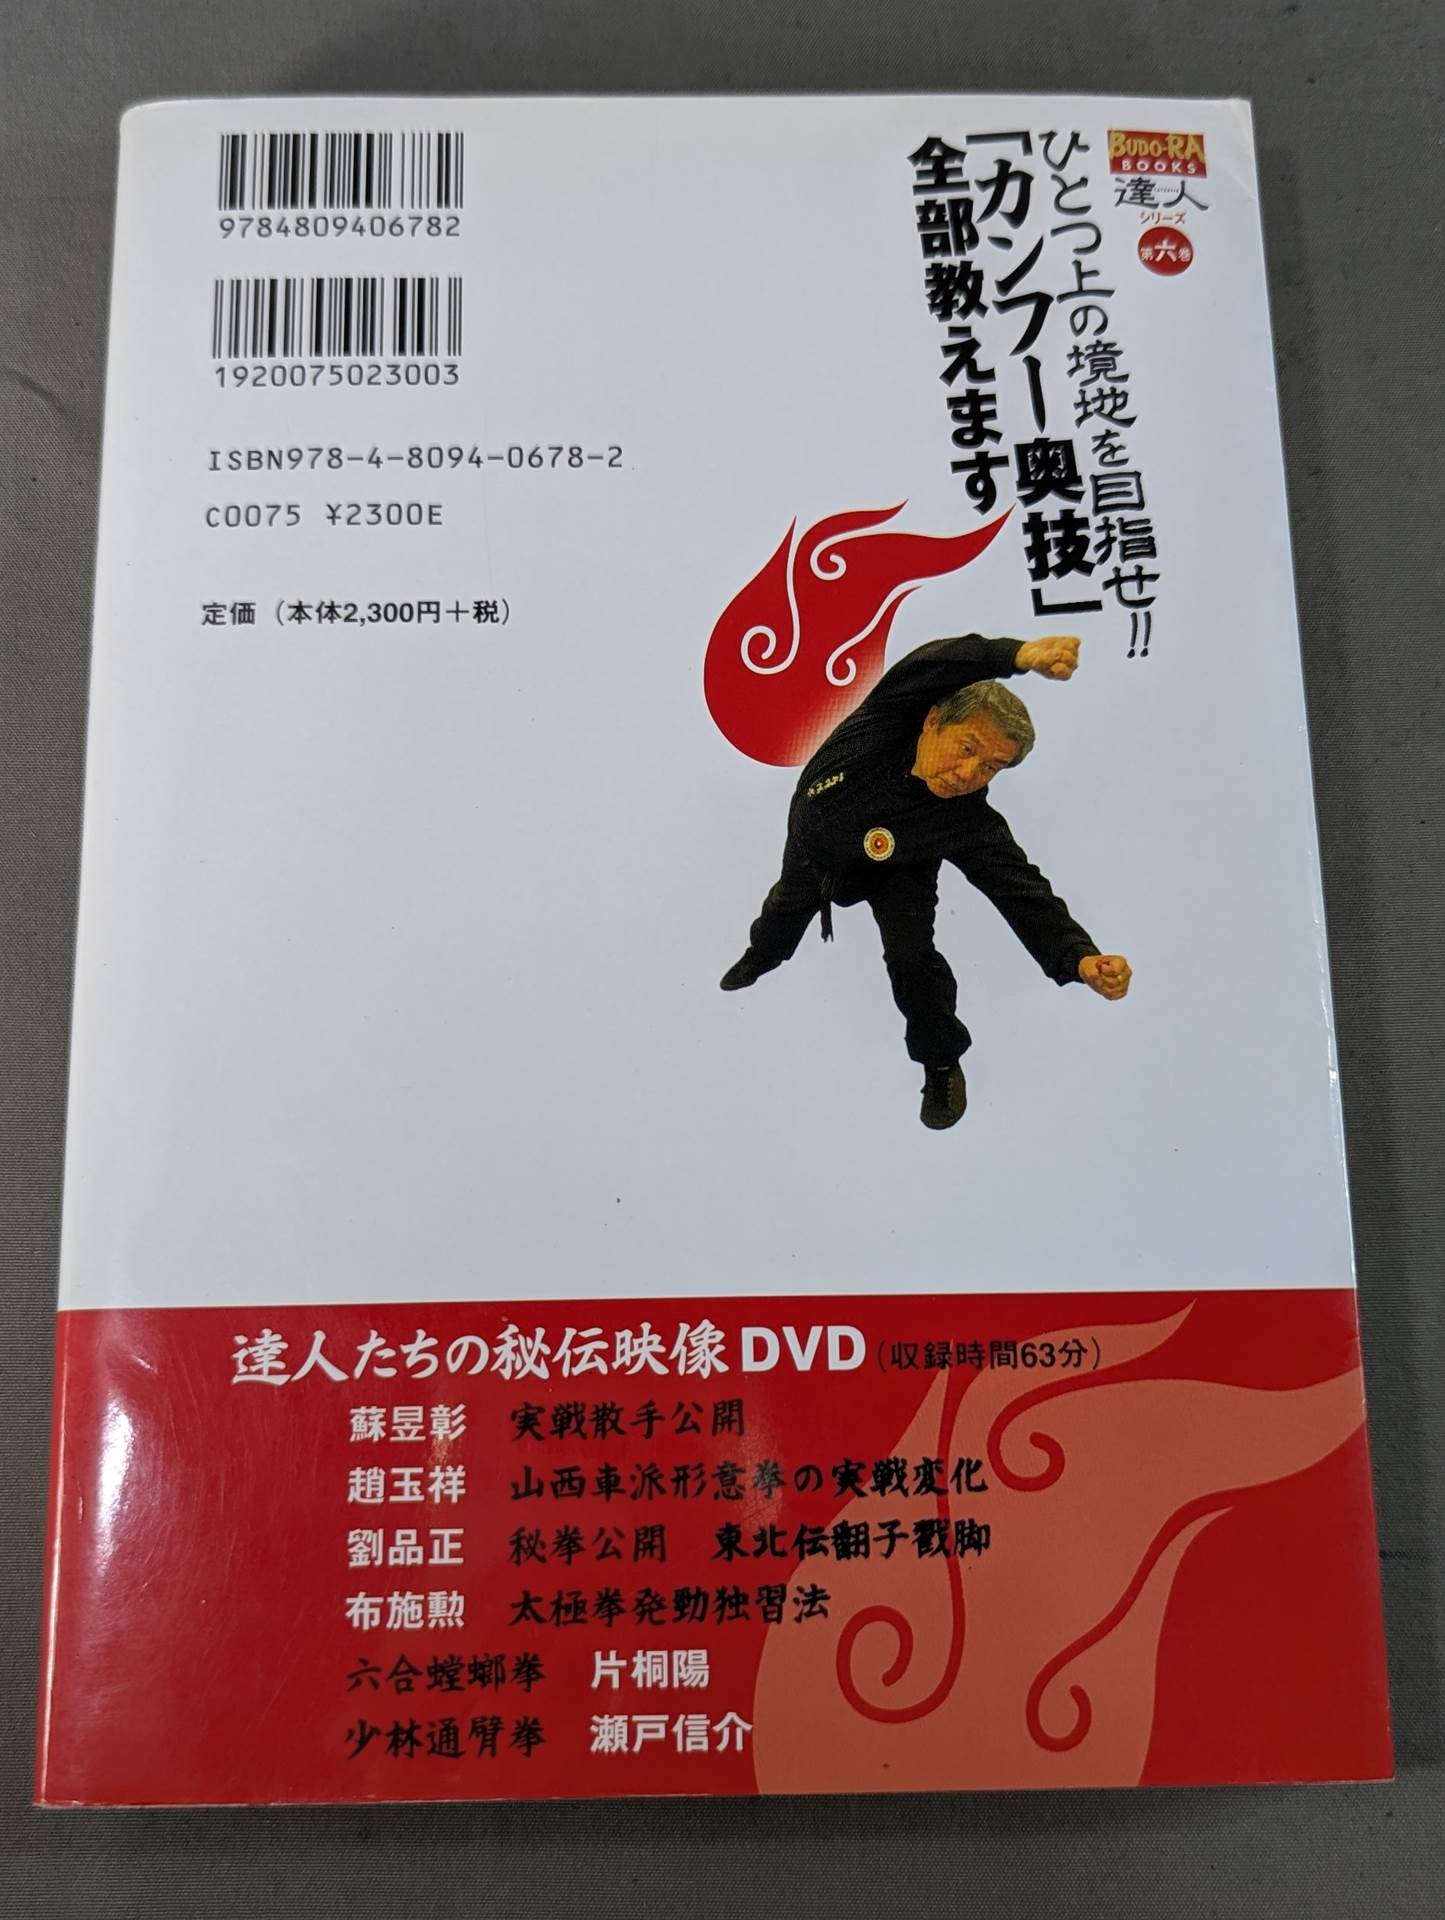 BUDO-RA
BOOKS
達人
シリーズ
第六巻
ひとつ上の境地を目指せ!!
「カンフー奥技」
全部教えます
9784809406782
1920075023003
ISBN978-4-8094-0678-2
C0075 ¥2300E
定価（本体2,300円＋税）
達人たちの秘伝映像DVD（収録時間63分）
蘇昱彰 実戦散手公開
趙玉祥 山西車派形意拳の実戦変化
劉品正 秘拳公開 東北伝翻子戳脚
布施勲 太極拳発勁独習法
六合螳螂拳 片桐陽
少林通臂拳 瀬戸信介